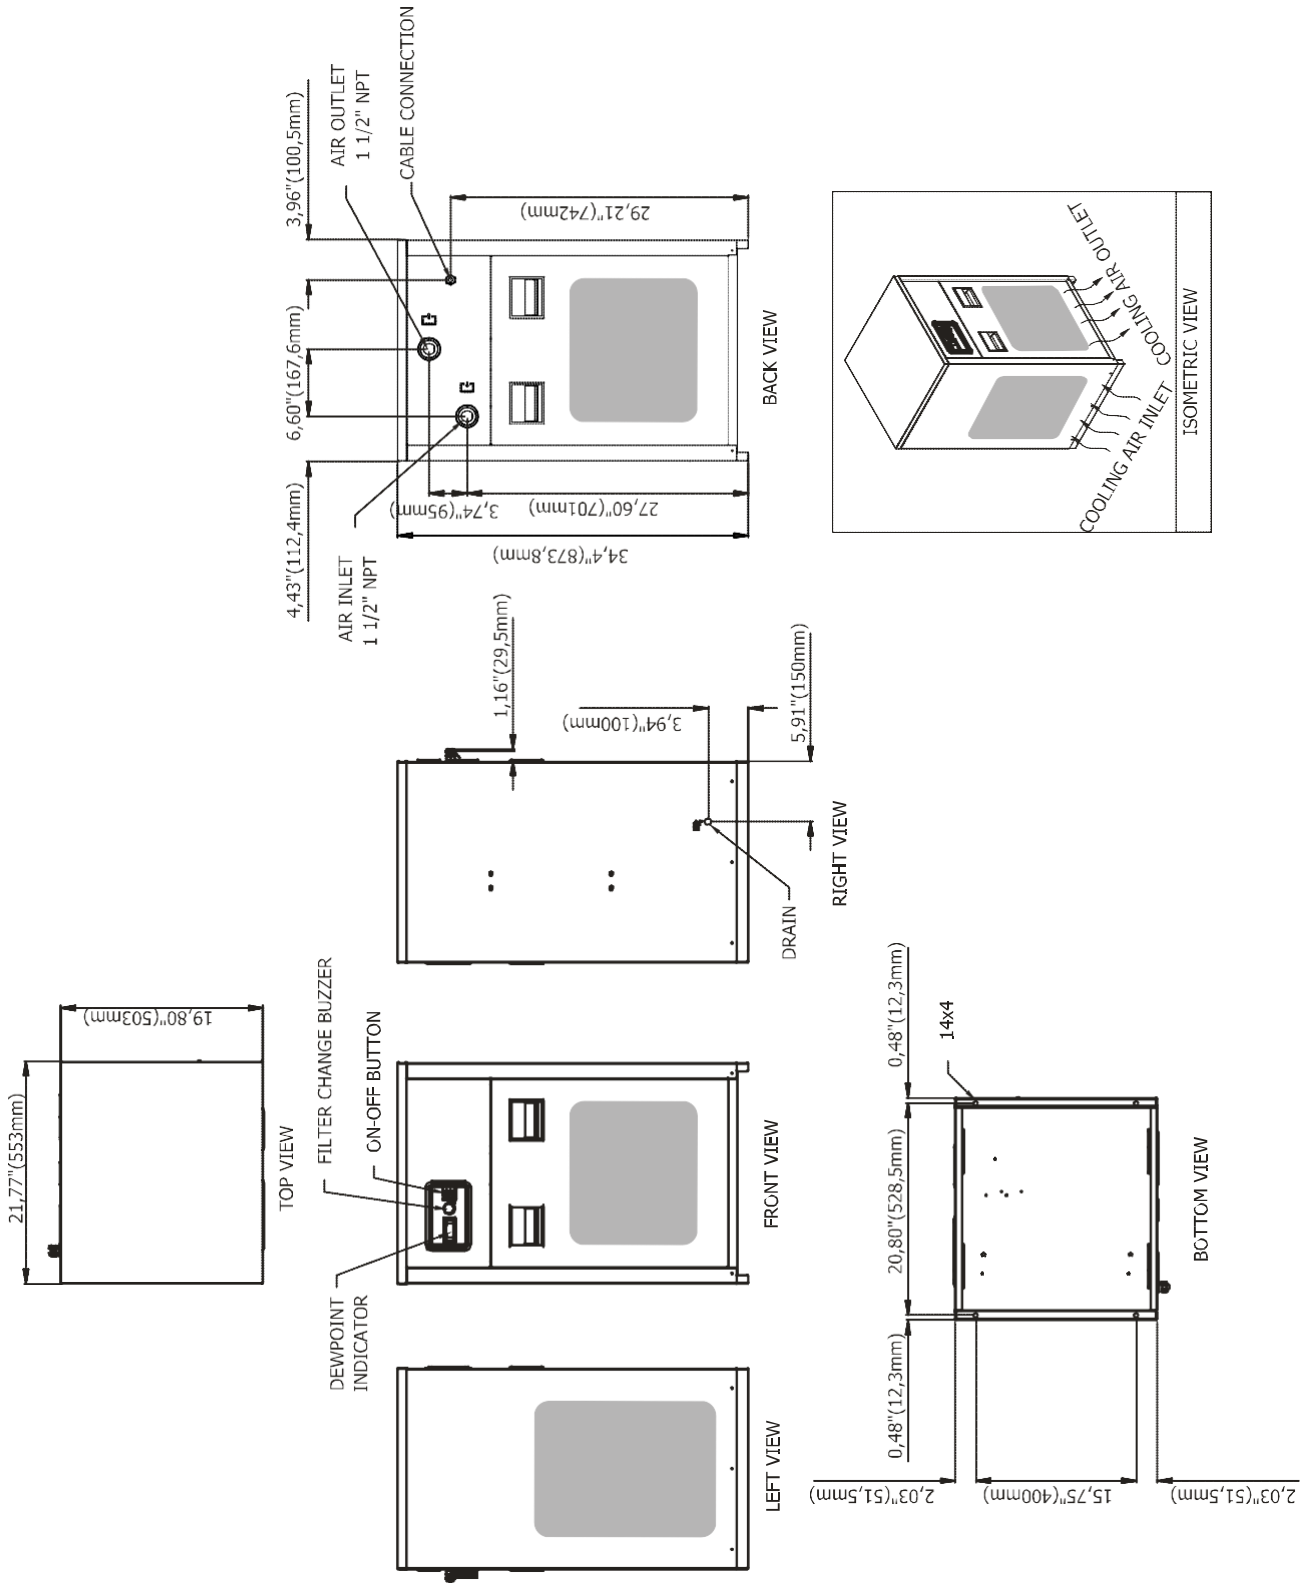 21,77"(553mm)
19,80"(503mm)
TOP VIEW
LEFT VIEW
DEWPOINT
INDICATOR
FILTER CHANGE BUZZER
ON-OFF BUTTON
FRONT VIEW
1,16"(29,5mm)
3,94"(100mm)
5,91"(150mm)
DRAIN
RIGHT VIEW
4,43"(112,4mm)
6,60"(167,6mm)
3,96"(100,5mm)
AIR INLET
1 1/2" NPT
AIR OUTLET
1 1/2" NPT
CABLE CONNECTION
34,4"(873,8mm)
3,74"(95mm)
27,60"(701mm)
29,21"(742mm)
BACK VIEW
0,48"(12,3mm)
20,80"(528,5mm)
0,48"(12,3mm)
14x4
2,03"(51,5mm)
15,75"(400mm)
2,03"(51,5mm)
BOTTOM VIEW
COOLING AIR INLET
COOLING AIR OUTLET
ISOMETRIC VIEW